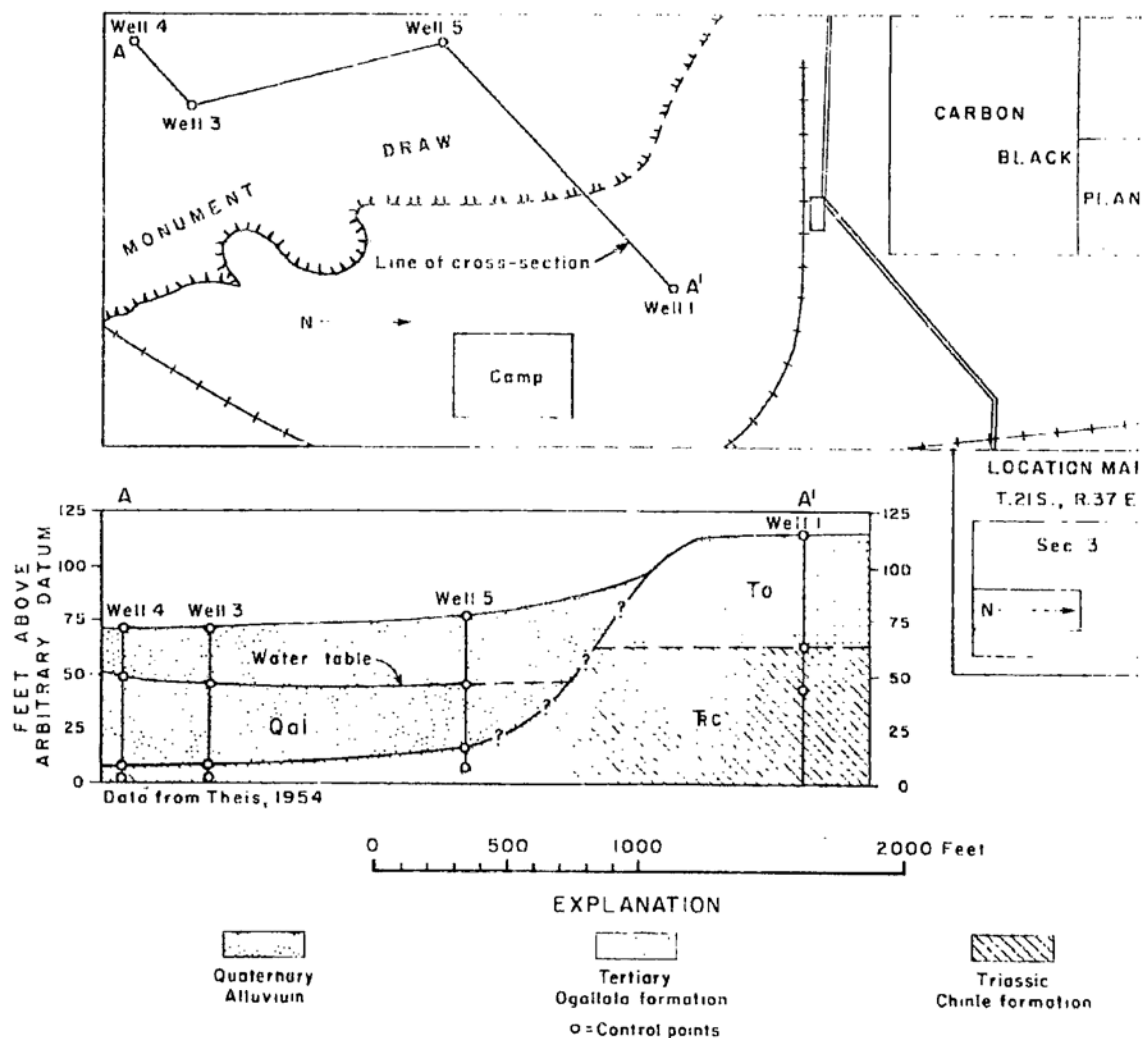 Well 4
A
Well 5
Well 3
MONUMENT DRAW
Line of cross-section
A'
Well 1
N
Camp
CARBON
BLACK
PLAN
LOCATION MAI
T.21S., R.37 E
Sec 3
N
A
A'
FEET ABOVE
ARBITRARY DATUM
125
100
75
50
25
0
125
100
75
50
25
0
Well 4
Well 3
Well 5
Well 1
Water table
Qal
To
TRc
?
?
?
?
?
Data from Theis, 1954
0 500 1000 2000 Feet
EXPLANATION
Quaternary
Alluvium
Tertiary
Ogallala formation
Triassic
Chinle formation
o = Control points